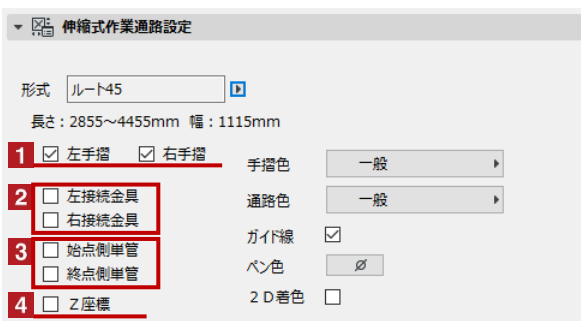 伸縮式作業通路設定
形式 ルート45
長さ：2855～4455mm 幅：1115mm
1 左手摺 右手摺
手摺色 一般
2 左接続金具
右接続金具
通路色 一般
3 始点側単管
終点側単管
ガイド線
ペン色
4 Z座標
2D着色